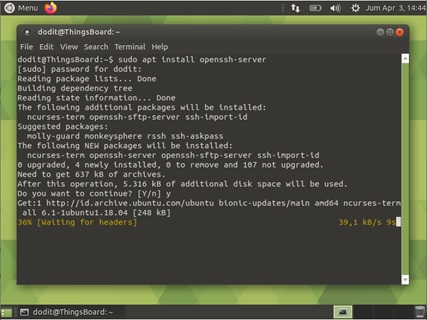 Menu
Jum Apr 3, 14:44
dodit@ThingsBoard: ~
File Edit View Search Terminal Help
dodit@ThingsBoard:~$ sudo apt install openssh-server
[sudo] password for dodit:
Reading package lists... Done
Building dependency tree
Reading state information... Done
The following additional packages will be installed:
ncurses-term openssh-sftp-server ssh-import-id
Suggested packages:
molly-guard monkeysphere rssh ssh-askpass
The following NEW packages will be installed:
ncurses-term openssh-server openssh-sftp-server ssh-import-id
0 upgraded, 4 newly installed, 0 to remove and 107 not upgraded.
Need to get 637 kB of archives.
After this operation, 5.316 kB of additional disk space will be used.
Do you want to continue? [Y/n] y
Get:1 http://id.archive.ubuntu.com/ubuntu bionic-updates/main amd64 ncurses-term
all 6.1-1ubuntu1.18.04 [248 kB]
36% [Waiting for headers] 39,1 kB/s 9s
dodit@ThingsBoard: ~